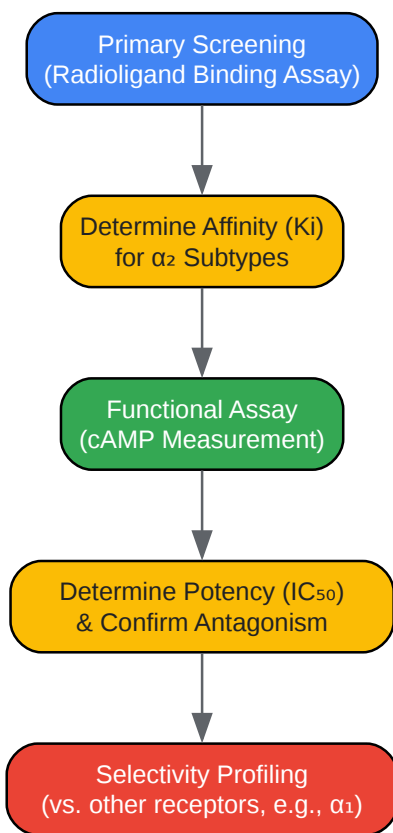 Primary Screening
(Radioligand Binding Assay)
Determine Affinity (Ki)
for α₂ Subtypes
Functional Assay
(cAMP Measurement)
Determine Potency (IC₅₀)
& Confirm Antagonism
Selectivity Profiling
(vs. other receptors, e.g., α₁)